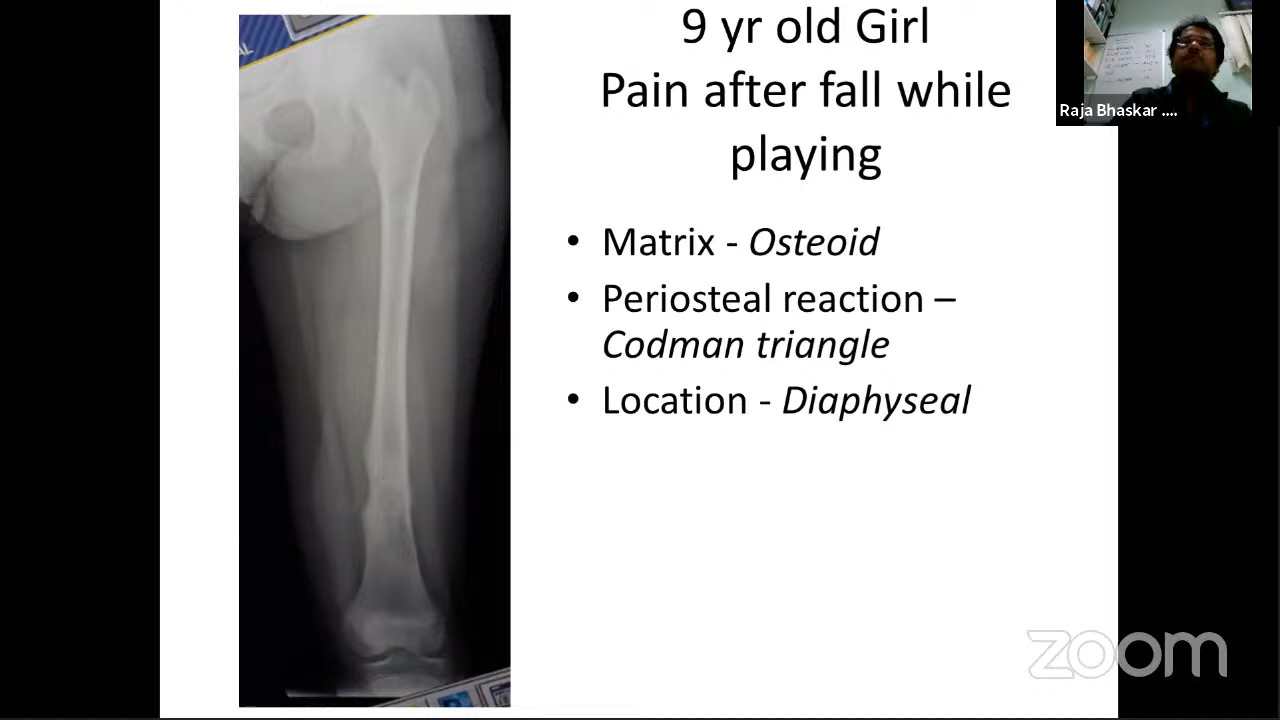 AL
9 yr old Girl
Pain after fall while
playing
• Matrix - Osteoid
• Periosteal reaction –
Codman triangle
• Location - Diaphyseal
Raja Bhaskar ....
zoom